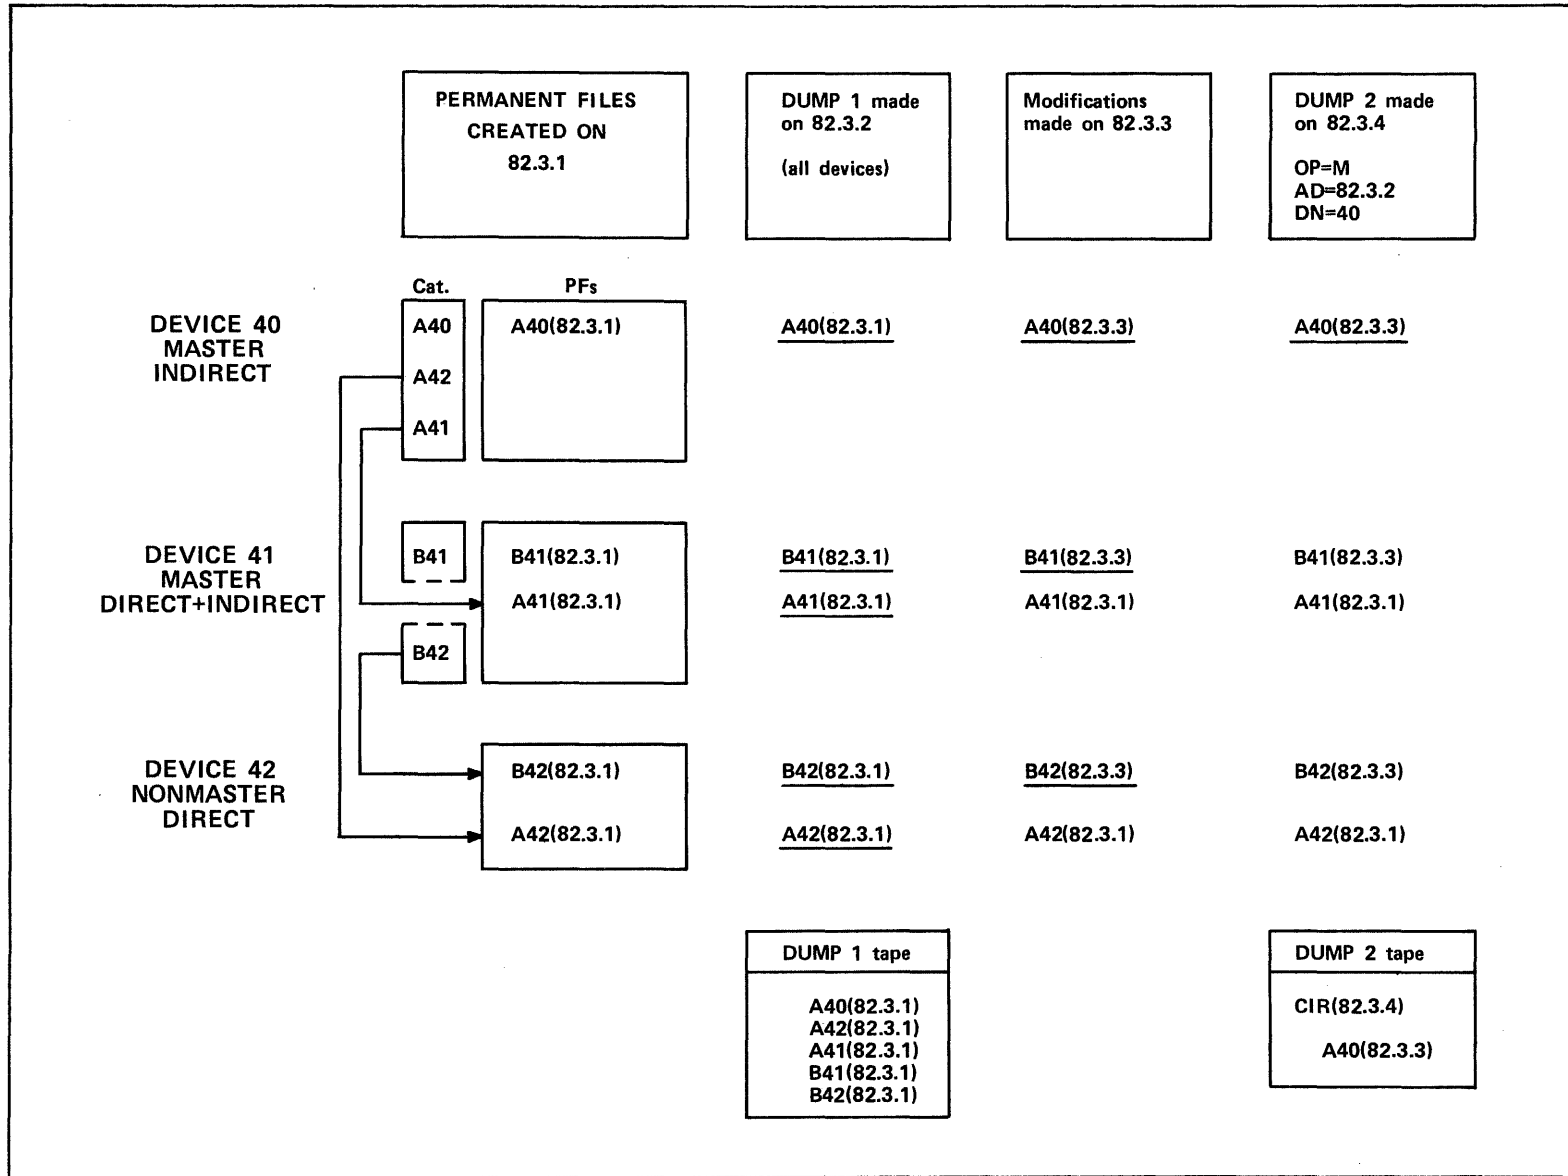 PERMANENT FILES
CREATED ON
82.3.1
DUMP 1 made
on 82.3.2
(all devices)
Modifications
made on 82.3.3
DUMP 2 made
on 82.3.4
OP=M
AD=82.3.2
DN=40
Cat. PFs
DEVICE 40
MASTER
INDIRECT
A40 A40(82.3.1) A40(82.3.1) A40(82.3.3) A40(82.3.3)
A42
A41
DEVICE 41
MASTER
DIRECT+INDIRECT
B41 B41(82.3.1) B41(82.3.1) B41(82.3.3) B41(82.3.3)
A41(82.3.1) A41(82.3.1) A41(82.3.1) A41(82.3.1)
B42
DEVICE 42
NONMASTER
DIRECT
B42(82.3.1) B42(82.3.1) B42(82.3.3) B42(82.3.3)
A42(82.3.1) A42(82.3.1) A42(82.3.1) A42(82.3.1)
DUMP 1 tape
A40(82.3.1)
A42(82.3.1)
A41(82.3.1)
B41(82.3.1)
B42(82.3.1)
DUMP 2 tape
CIR(82.3.4)
A40(82.3.3)